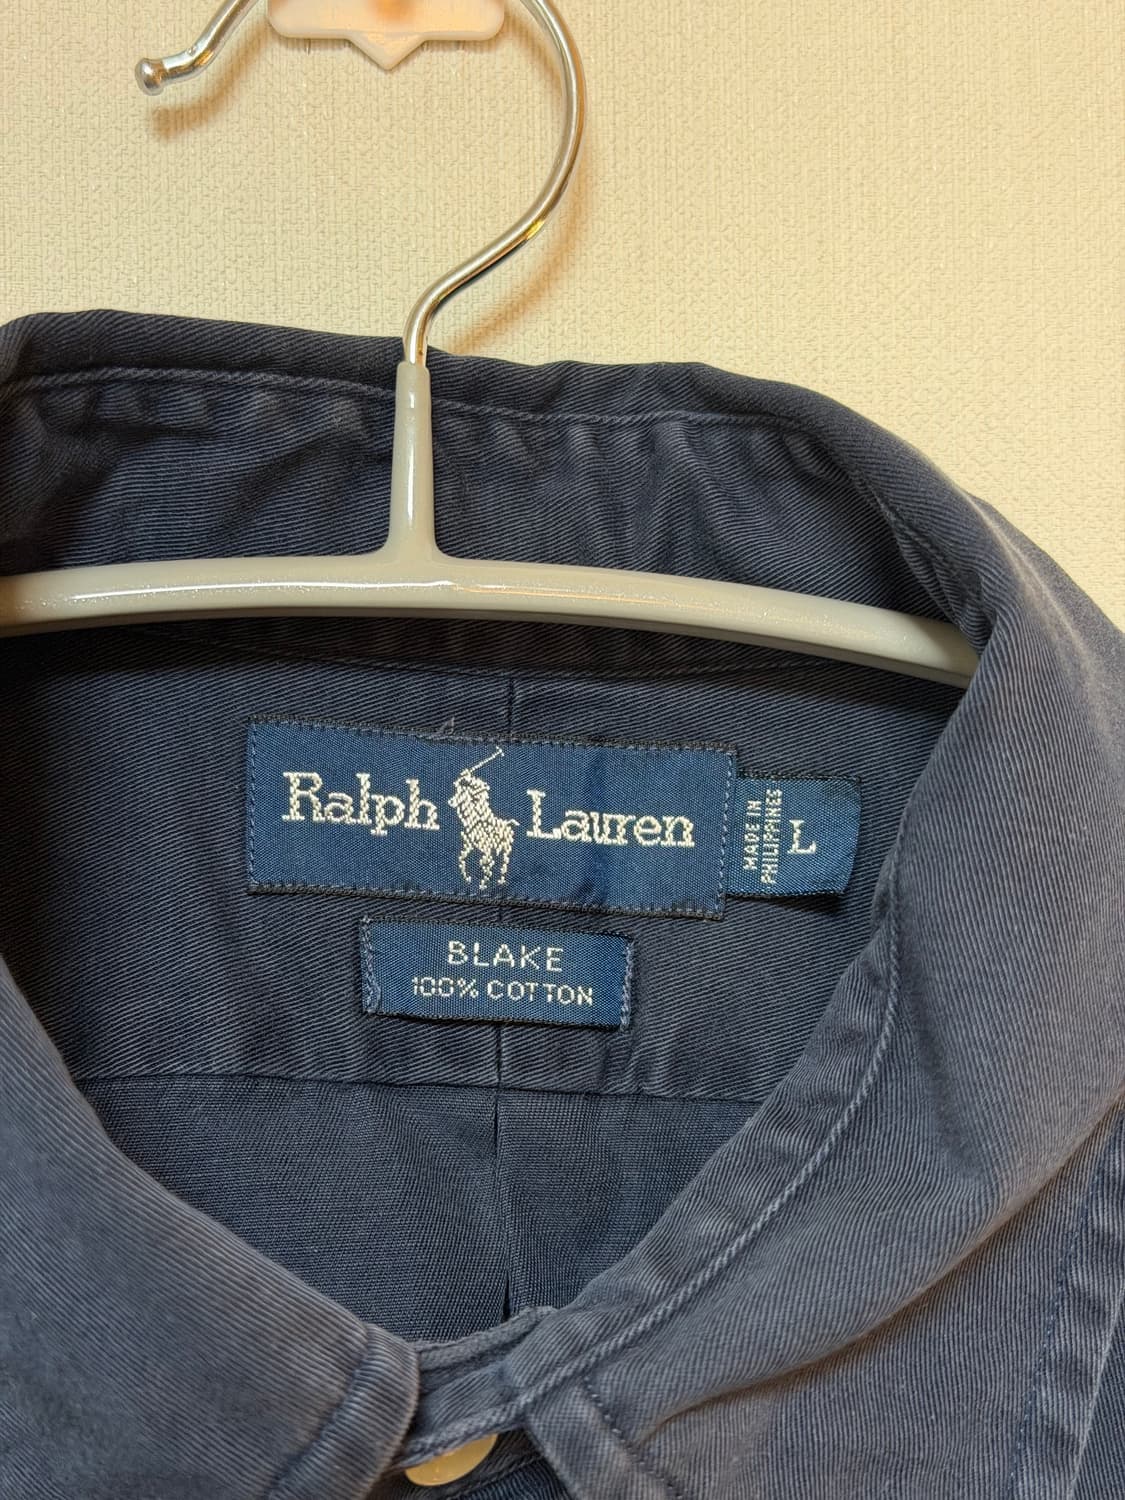 Ralph Lauren
MADE IN
PHILIPPINES
L
BLAKE
100% COTTON